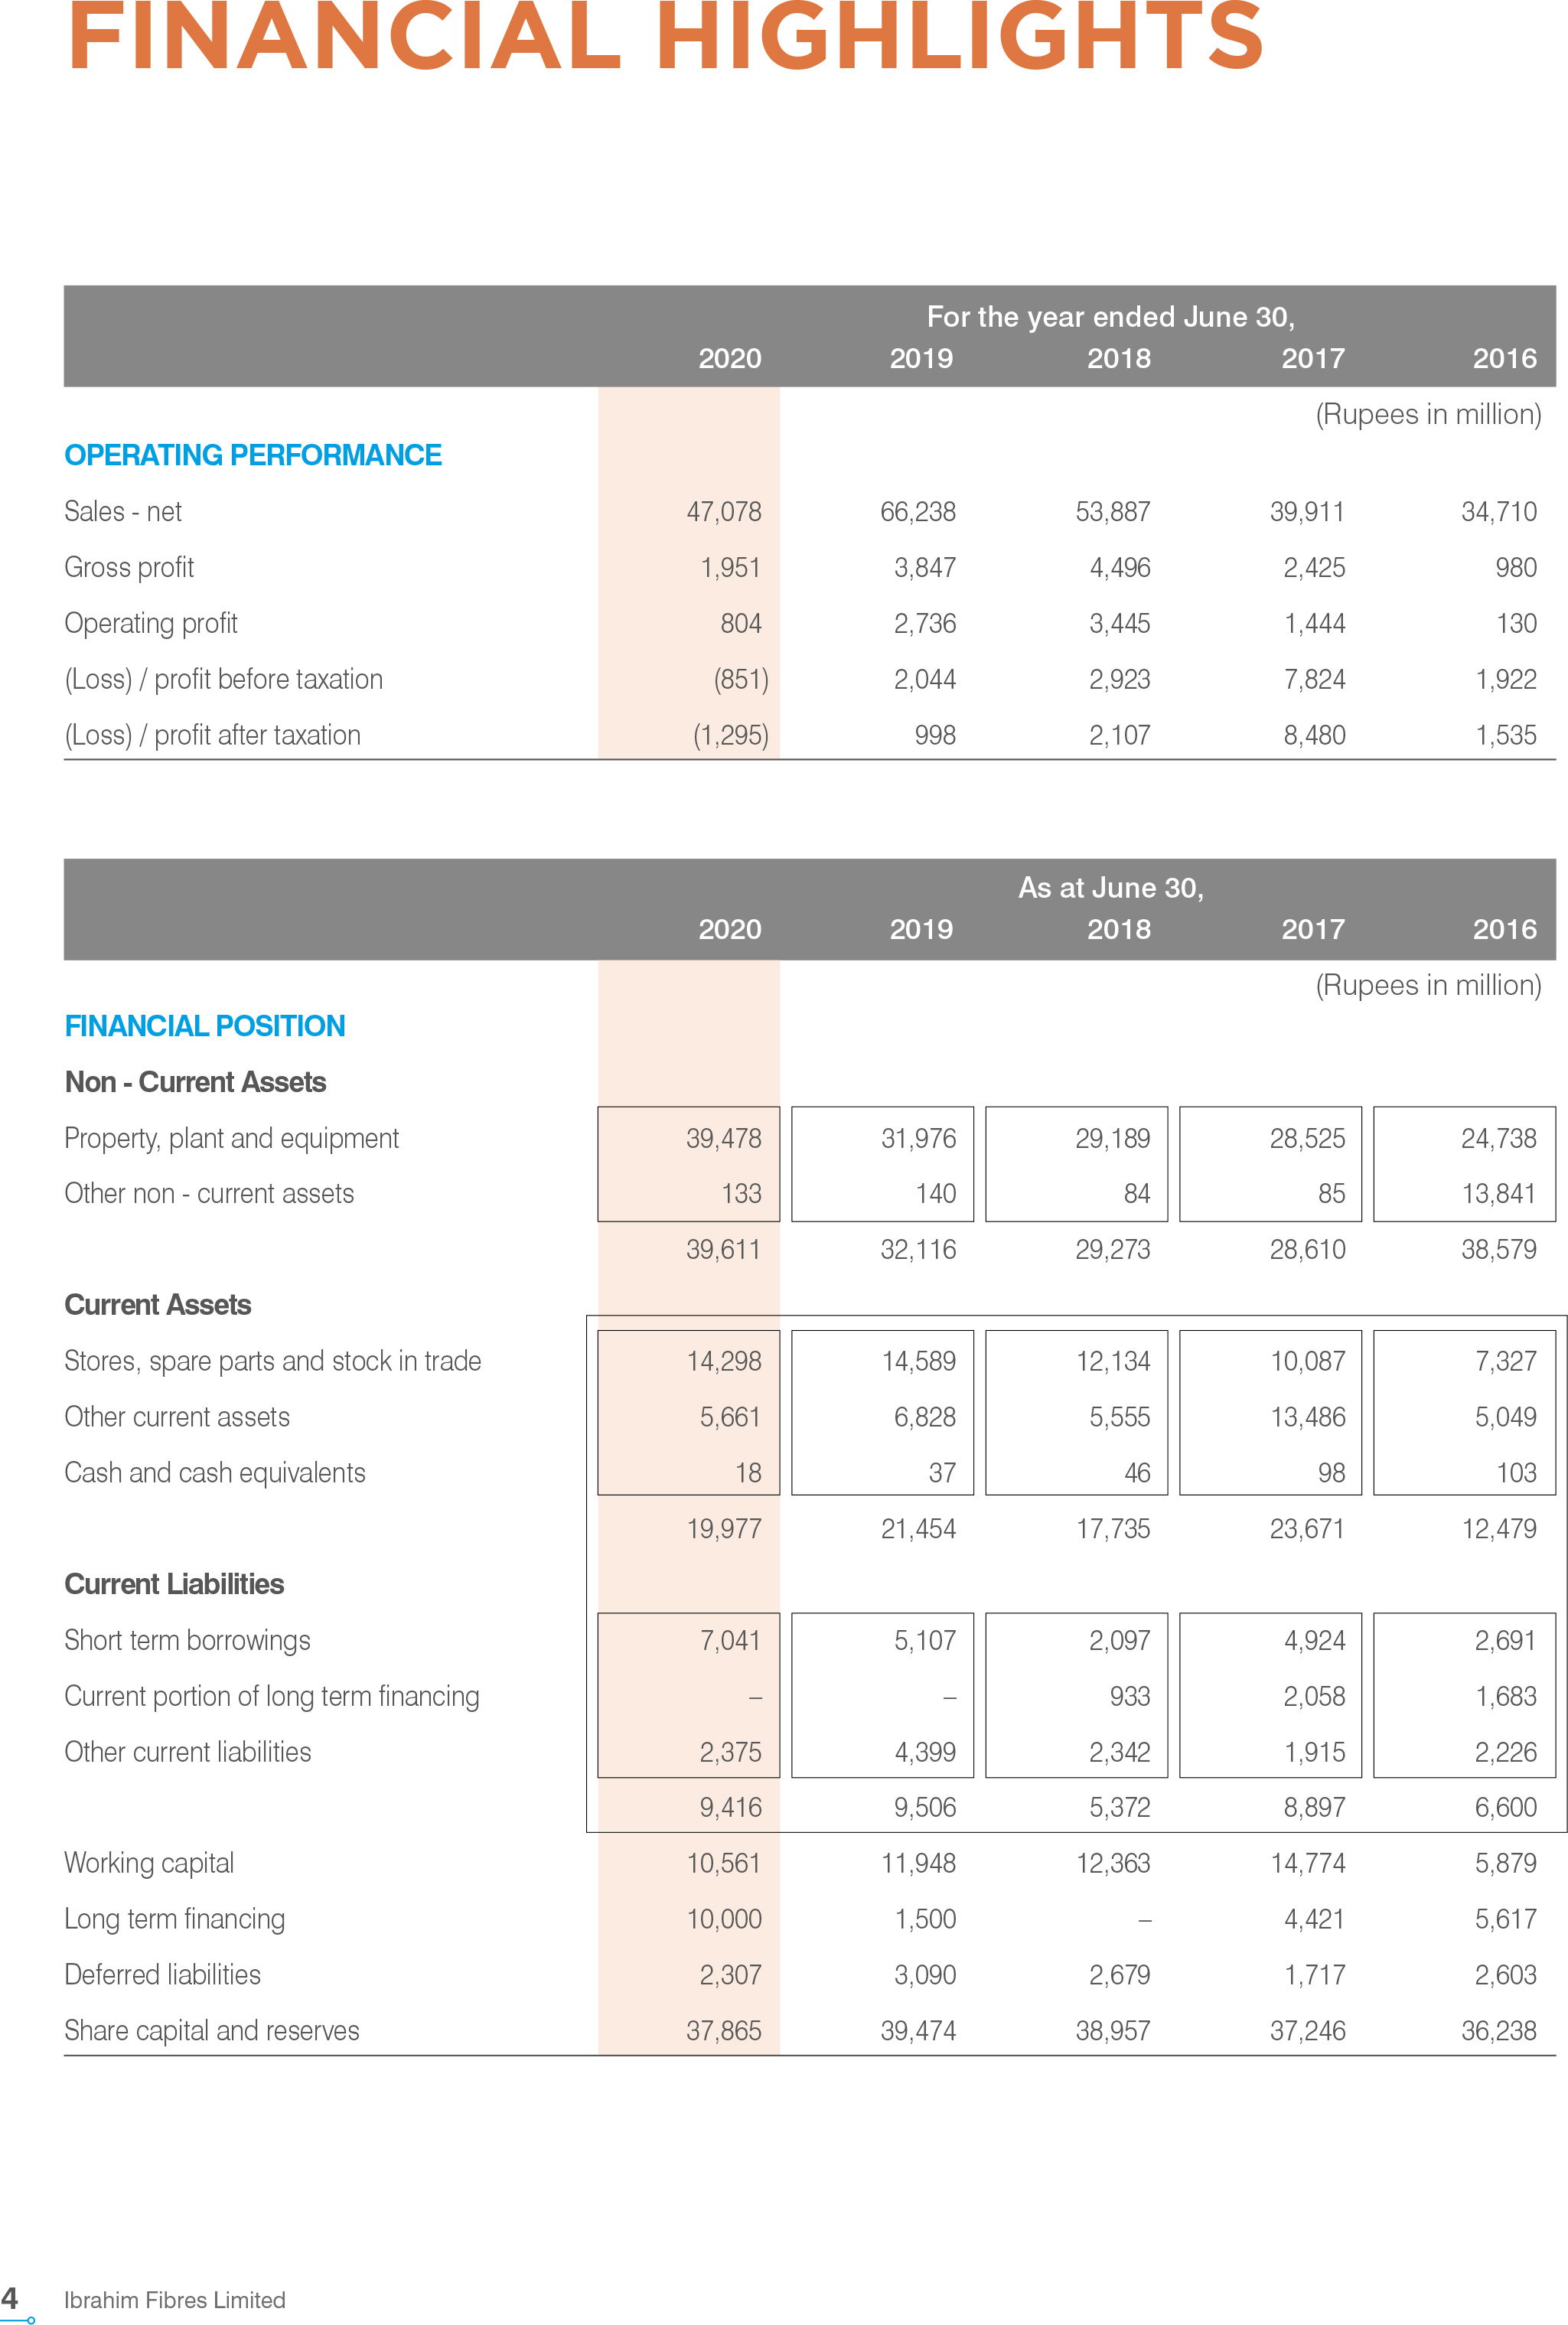 FINANCIAL HIGHLIGHTS
For the year ended June 30,
2020 2019 2018 2017 2016
(Rupees in million)
OPERATING PERFORMANCE
Sales - net 47,078 66,238 53,887 39,911 34,710
Gross profit 1,951 3,847 4,496 2,425 980
Operating profit 804 2,736 3,445 1,444 130
(Loss) / profit before taxation (851) 2,044 2,923 7,824 1,922
(Loss) / profit after taxation (1,295) 998 2,107 8,480 1,535
As at June 30,
2020 2019 2018 2017 2016
(Rupees in million)
FINANCIAL POSITION
Non - Current Assets
Property, plant and equipment 39,478 31,976 29,189 28,525 24,738
Other non - current assets 133 140 84 85 13,841
39,611 32,116 29,273 28,610 38,579
Current Assets
Stores, spare parts and stock in trade 14,298 14,589 12,134 10,087 7,327
Other current assets 5,661 6,828 5,555 13,486 5,049
Cash and cash equivalents 18 37 46 98 103
19,977 21,454 17,735 23,671 12,479
Current Liabilities
Short term borrowings 7,041 5,107 2,097 4,924 2,691
Current portion of long term financing – – 933 2,058 1,683
Other current liabilities 2,375 4,399 2,342 1,915 2,226
9,416 9,506 5,372 8,897 6,600
Working capital 10,561 11,948 12,363 14,774 5,879
Long term financing 10,000 1,500 – 4,421 5,617
Deferred liabilities 2,307 3,090 2,679 1,717 2,603
Share capital and reserves 37,865 39,474 38,957 37,246 36,238
4 Ibrahim Fibres Limited